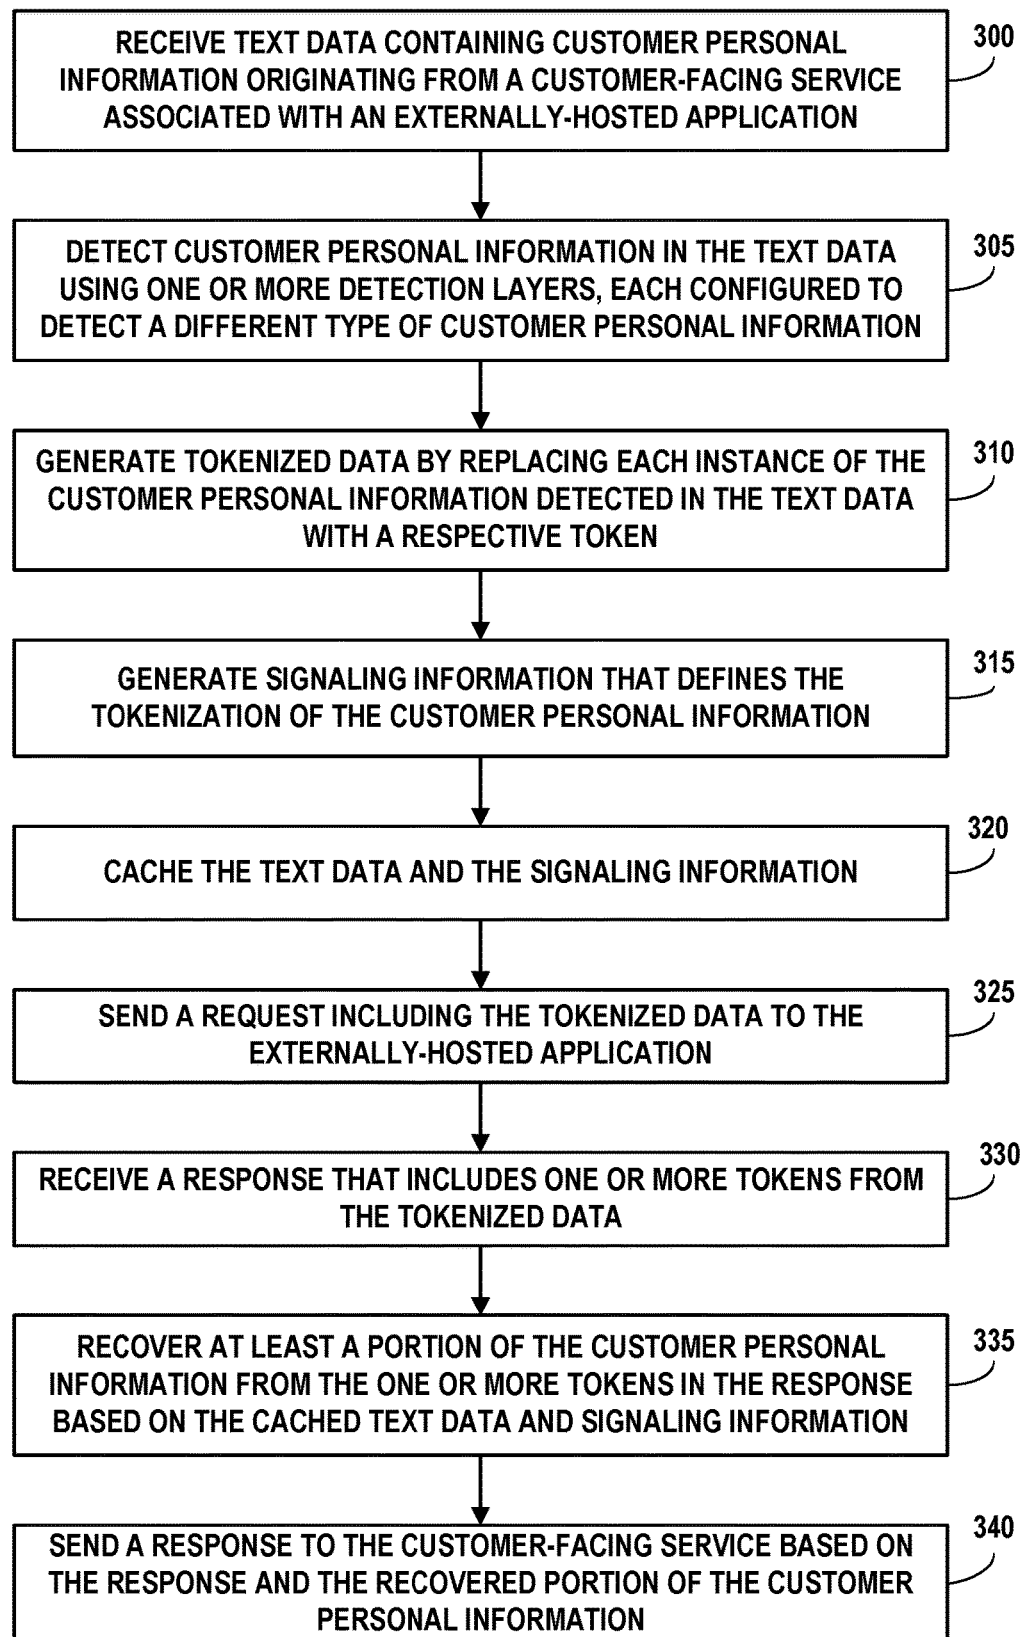 RECEIVE TEXT DATA CONTAINING CUSTOMER PERSONAL
INFORMATION ORIGINATING FROM A CUSTOMER-FACING SERVICE
ASSOCIATED WITH AN EXTERNALLY-HOSTED APPLICATION
300
DETECT CUSTOMER PERSONAL INFORMATION IN THE TEXT DATA
USING ONE OR MORE DETECTION LAYERS, EACH CONFIGURED TO
DETECT A DIFFERENT TYPE OF CUSTOMER PERSONAL INFORMATION
305
GENERATE TOKENIZED DATA BY REPLACING EACH INSTANCE OF THE
CUSTOMER PERSONAL INFORMATION DETECTED IN THE TEXT DATA
WITH A RESPECTIVE TOKEN
310
GENERATE SIGNALING INFORMATION THAT DEFINES THE
TOKENIZATION OF THE CUSTOMER PERSONAL INFORMATION
315
CACHE THE TEXT DATA AND THE SIGNALING INFORMATION
320
SEND A REQUEST INCLUDING THE TOKENIZED DATA TO THE
EXTERNALLY-HOSTED APPLICATION
325
RECEIVE A RESPONSE THAT INCLUDES ONE OR MORE TOKENS FROM
THE TOKENIZED DATA
330
RECOVER AT LEAST A PORTION OF THE CUSTOMER PERSONAL
INFORMATION FROM THE ONE OR MORE TOKENS IN THE RESPONSE
BASED ON THE CACHED TEXT DATA AND SIGNALING INFORMATION
335
SEND A RESPONSE TO THE CUSTOMER-FACING SERVICE BASED ON
THE RESPONSE AND THE RECOVERED PORTION OF THE CUSTOMER
PERSONAL INFORMATION
340